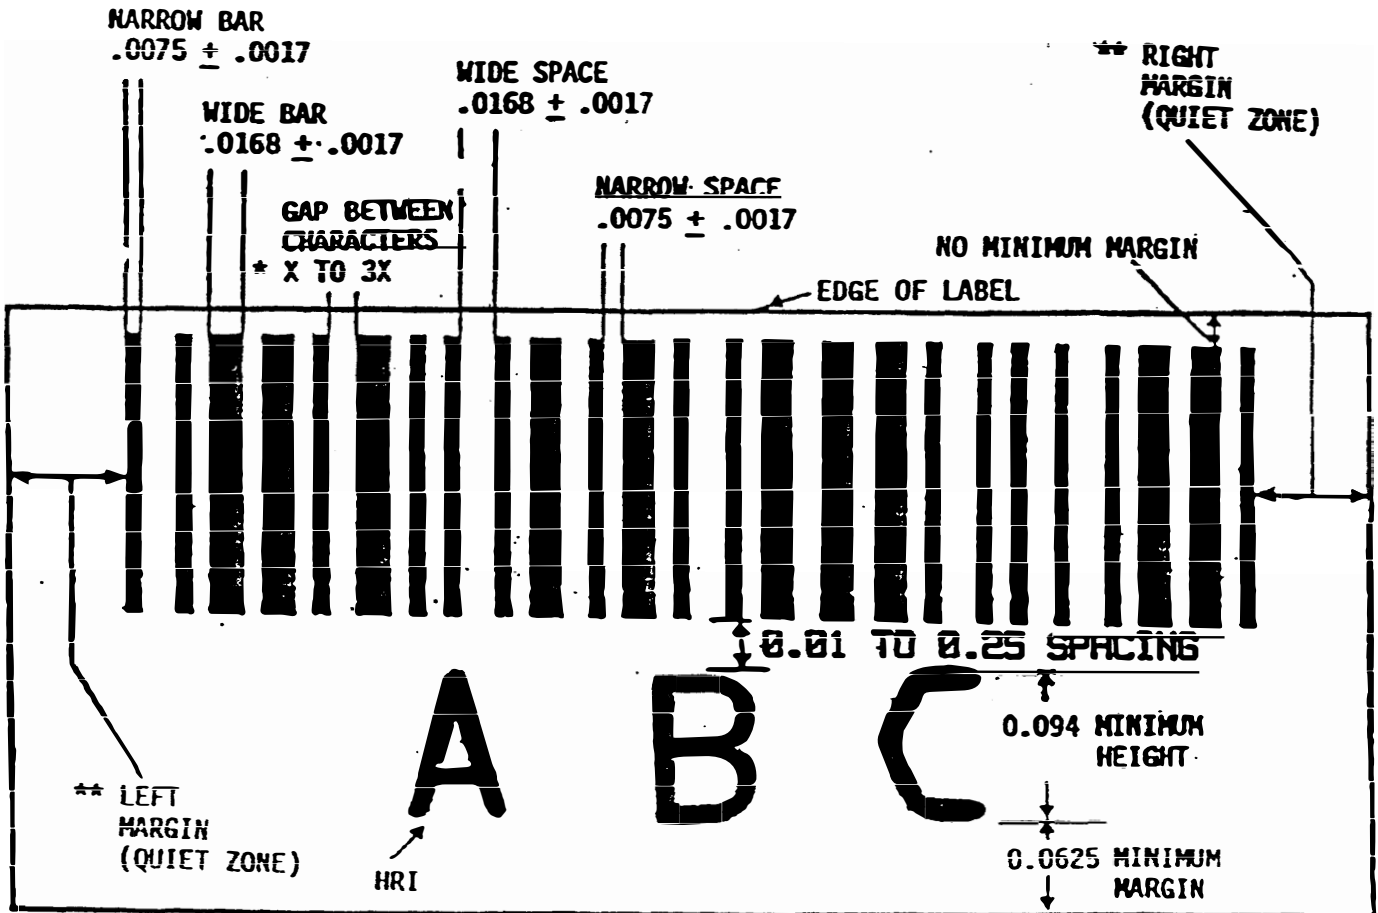 NARROW BAR
.0075 ± .0017
WIDE BAR
.0168 ± .0017
WIDE SPACE
.0168 ± .0017
GAP BETWEEN
CHARACTERS
* X TO 3X
NARROW SPACE
.0075 ± .0017
** RIGHT
MARGIN
(QUIET ZONE)
NO MINIMUM MARGIN
EDGE OF LABEL
0.01 TO 0.25 SPACING
A B C
0.094 MINIMUM
HEIGHT
** LEFT
MARGIN
(QUIET ZONE)
HRI
0.0625 MINIMUM
MARGIN